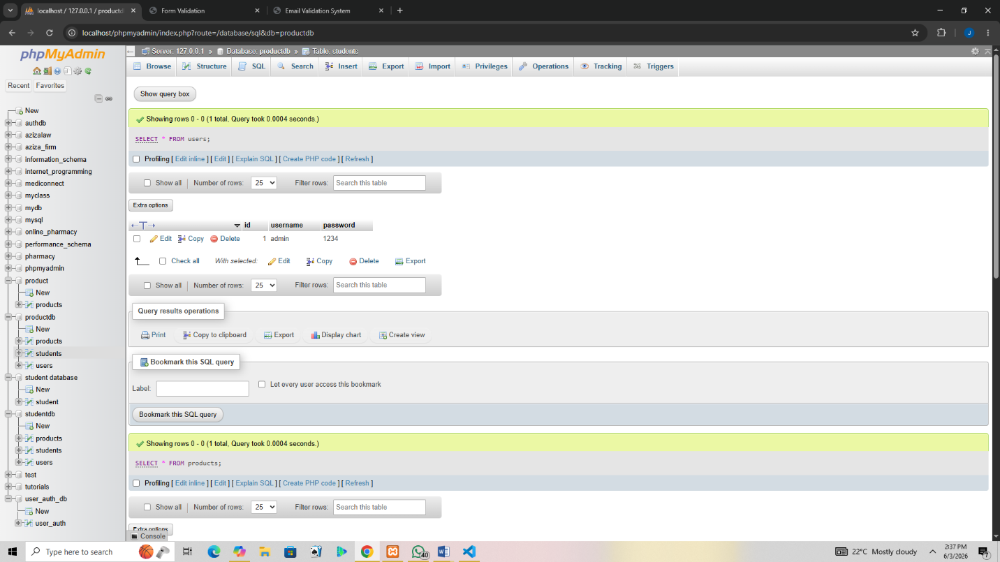 localhost / 127.0.0.1 / productdb
Form Validation
Email Validation System
localhost/phpmyadmin/index.php?route=/database/sql&db=productdb
J
phpMyAdmin
Recent Favorites
New
authdb
azizalaw
aziza_firm
information_schema
internet_programming
mediconnect
myclass
mydb
mysql
online_pharmacy
performance_schema
pharmacy
phpmyadmin
product
New
products
productdb
New
products
students
users
student database
New
student
studentdb
New
products
students
users
test
tutorials
user_auth_db
New
user_auth
Server: 127.0.0.1 » Database: productdb » Table: students
Browse Structure SQL Search Insert Export Import Privileges Operations Tracking Triggers
Show query box
Showing rows 0 - 0 (1 total, Query took 0.0004 seconds.)
SELECT * FROM users;
Profiling [ Edit inline ] [ Edit ] [ Explain SQL ] [ Create PHP code ] [ Refresh ]
Show all Number of rows: 25 Filter rows: Search this table
Extra options
id username password
Edit Copy Delete 1 admin 1234
Check all With selected: Edit Copy Delete Export
Show all Number of rows: 25 Filter rows: Search this table
Query results operations
Print Copy to clipboard Export Display chart Create view
Bookmark this SQL query
Label: Let every user access this bookmark
Bookmark this SQL query
Showing rows 0 - 0 (1 total, Query took 0.0004 seconds.)
SELECT * FROM products;
Profiling [ Edit inline ] [ Edit ] [ Explain SQL ] [ Create PHP code ] [ Refresh ]
Show all Number of rows: 25 Filter rows: Search this table
Extra options
Console
Type here to search
40
22°C Mostly cloudy
2:37 PM
6/3/2026
7